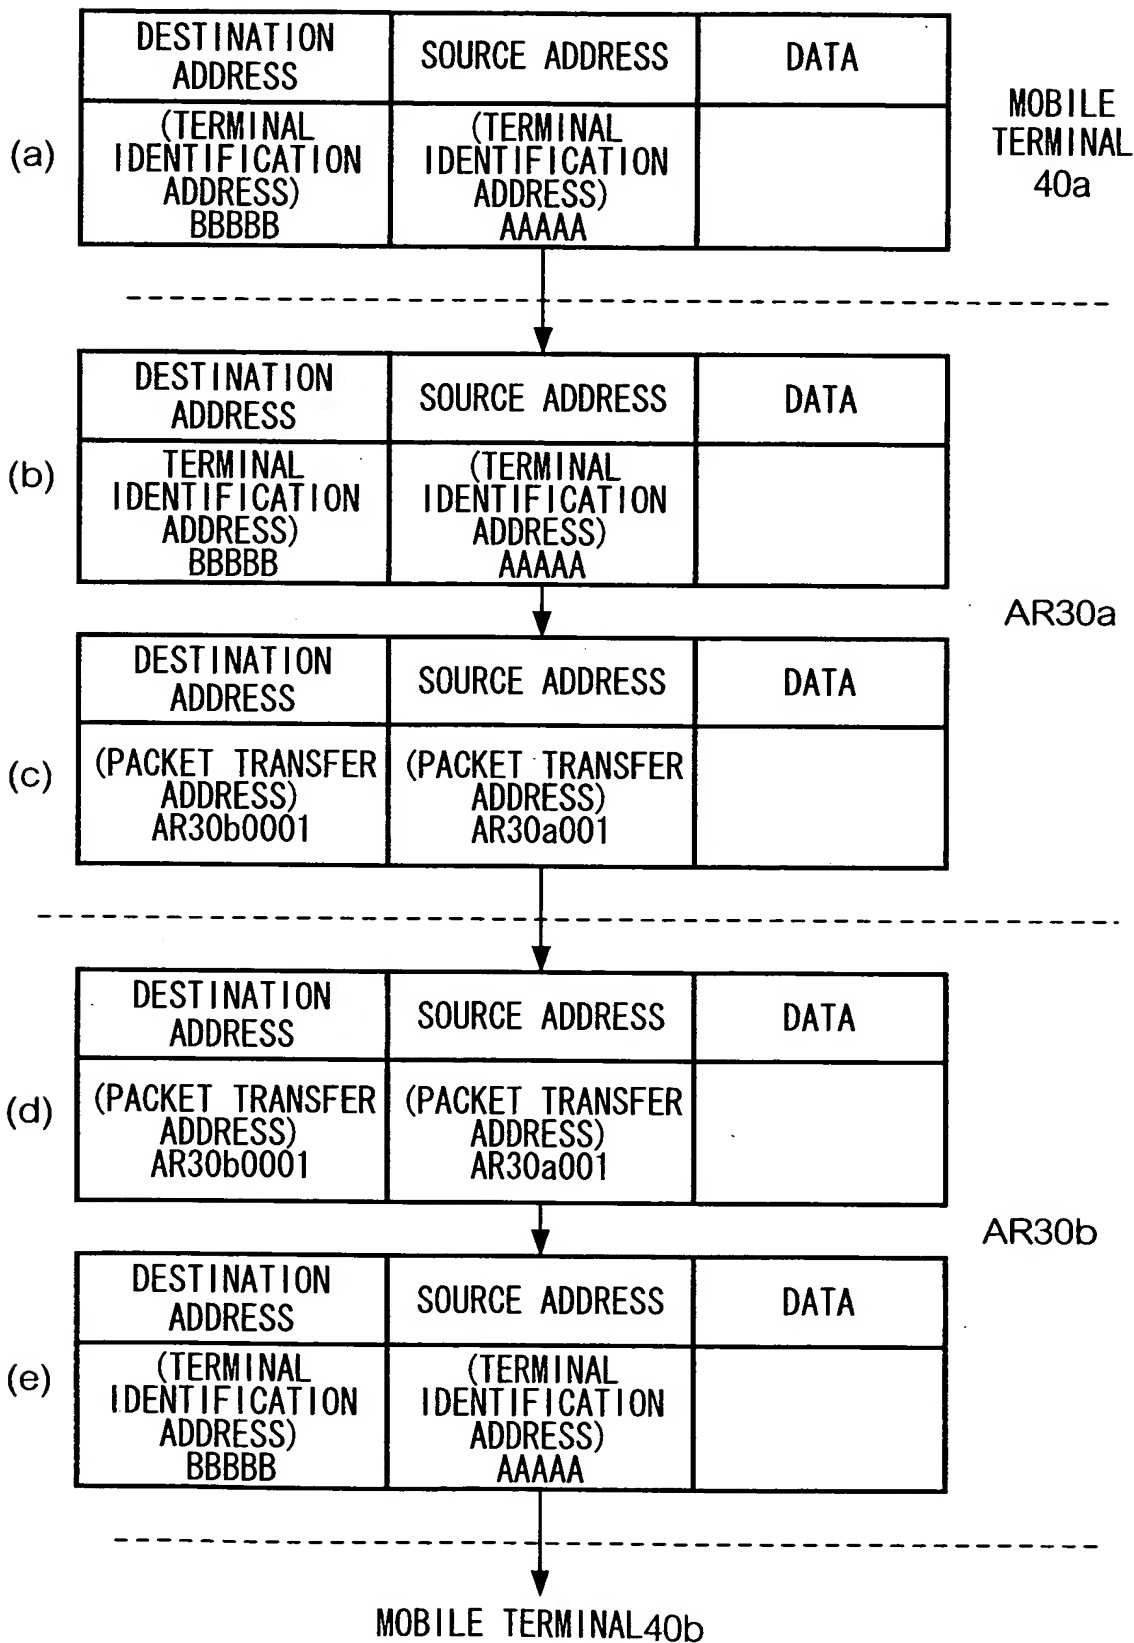 DESTINATION
ADDRESS
SOURCE ADDRESS
DATA
(a)
(TERMINAL
IDENTIFICATION
ADDRESS)
BBBBB
(TERMINAL
IDENTIFICATION
ADDRESS)
AAAAA
MOBILE
TERMINAL
40a
DESTINATION
ADDRESS
SOURCE ADDRESS
DATA
(b)
TERMINAL
IDENTIFICATION
ADDRESS)
BBBBB
(TERMINAL
IDENTIFICATION
ADDRESS)
AAAAA
AR30a
DESTINATION
ADDRESS
SOURCE ADDRESS
DATA
(c)
(PACKET TRANSFER
ADDRESS)
AR30b0001
(PACKET TRANSFER
ADDRESS)
AR30a001
DESTINATION
ADDRESS
SOURCE ADDRESS
DATA
(d)
(PACKET TRANSFER
ADDRESS)
AR30b0001
(PACKET TRANSFER
ADDRESS)
AR30a001
AR30b
DESTINATION
ADDRESS
SOURCE ADDRESS
DATA
(e)
(TERMINAL
IDENTIFICATION
ADDRESS)
BBBBB
(TERMINAL
IDENTIFICATION
ADDRESS)
AAAAA
MOBILE TERMINAL40b